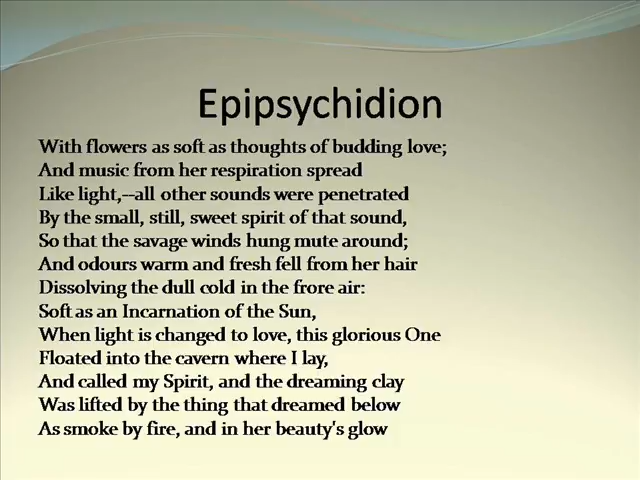 Epipsychidion
With flowers as soft as thoughts of budding love;
And music from her respiration spread
Like light,--all other sounds were penetrated
By the small, still, sweet spirit of that sound,
So that the savage winds hung mute around;
And odours warm and fresh fell from her hair
Dissolving the dull cold in the frore air:
Soft as an Incarnation of the Sun,
When light is changed to love, this glorious One
Floated into the cavern where I lay,
And called my Spirit, and the dreaming clay
Was lifted by the thing that dreamed below
As smoke by fire, and in her beauty's glow